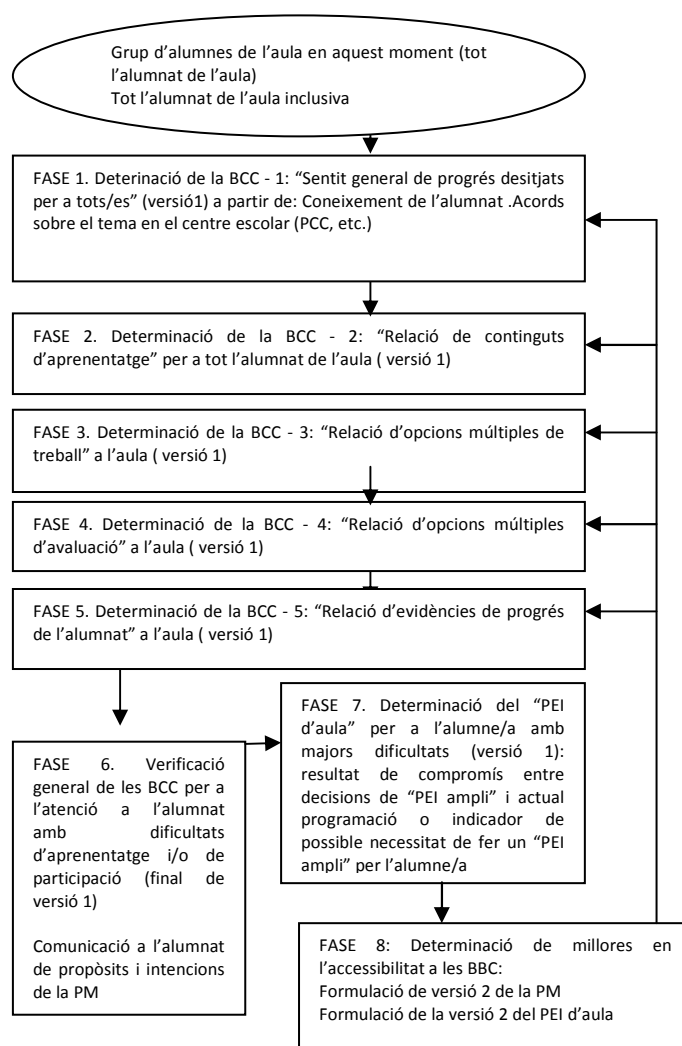 Grup d’alumnes de l’aula en aquest moment (tot
l’alumnat de l’aula)
Tot l’alumnat de l’aula inclusiva
FASE 1. Deterinació de la BCC - 1: “Sentit general de progrés desitjats
per a tots/es” (versió1) a partir de: Coneixement de l’alumnat .Acords
sobre el tema en el centre escolar (PCC, etc.)
FASE 2. Determinació de la BCC - 2: “Relació de continguts
d’aprenentatge” per a tot l’alumnat de l’aula ( versió 1)
FASE 3. Determinació de la BCC - 3: “Relació d’opcions múltiples de
treball” a l’aula ( versió 1)
FASE 4. Determinació de la BCC - 4: “Relació d’opcions múltiples
d’avaluació” a l’aula ( versió 1)
FASE 5. Determinació de la BCC - 5: “Relació d’evidències de progrés
de l’alumnat” a l’aula ( versió 1)
FASE 6. Verificació
general de les BCC per a
l’atenció a l’alumnat
amb dificultats
d’aprenentatge i/o de
participació (final de
versió 1)
Comunicació a l’alumnat
de propòsits i intencions
de la PM
FASE 7. Determinació del “PEI
d’aula” per a l’alumne/a amb
majors dificultats (versió 1):
resultat de compromís entre
decisions de “PEI ampli” i actual
programació o indicador de
possible necessitat de fer un “PEI
ampli” per l’alumne/a
FASE 8: Determinació de millores en
l’accessibilitat a les BBC:
Formulació de versió 2 de la PM
Formulació de la versió 2 del PEI d’aula